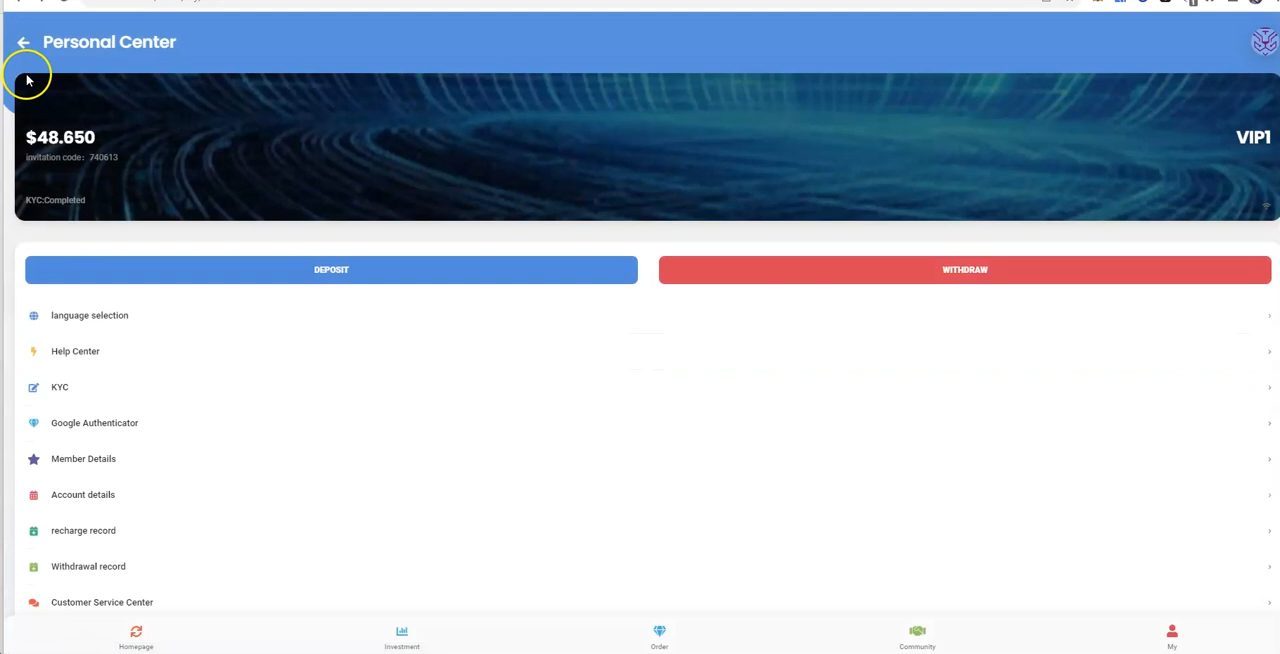 Personal Center
$48.650
VIP1
invitation code: 740613
KYC:Completed
DEPOSIT
WITHDRAW
language selection
Help Center
KYC
Google Authenticator
Member Details
Account details
recharge record
Withdrawal record
Customer Service Center
Homepage
Investment
Order
Community
My